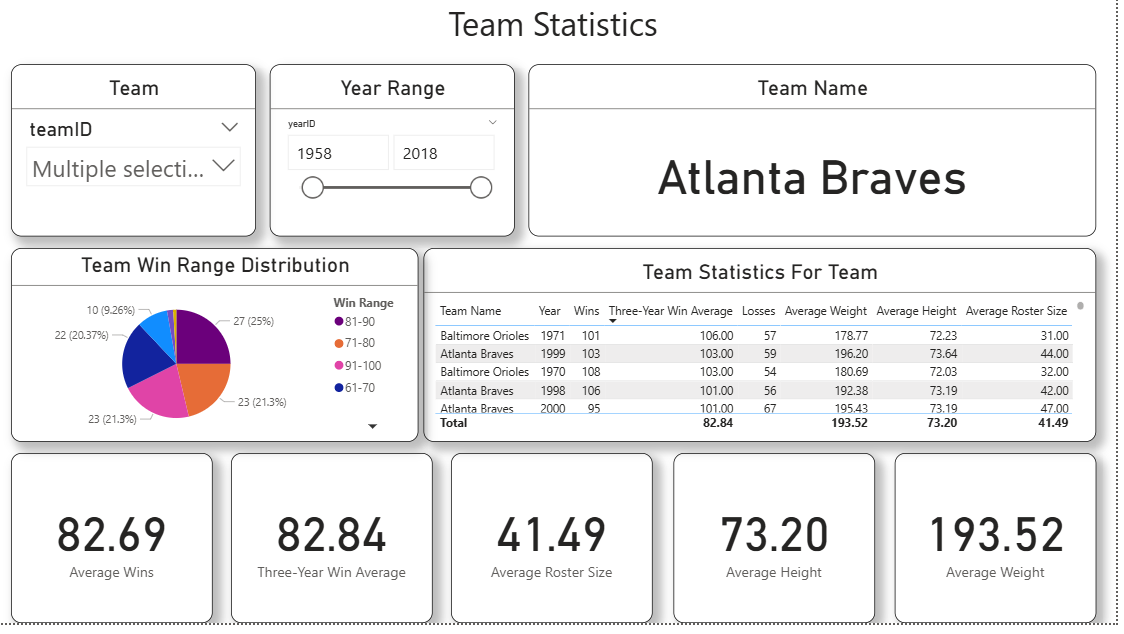 Team Statistics
Team
teamID
Multiple selecti...
Year Range
yearID
1958 2018
Team Name
Atlanta Braves
Team Win Range Distribution
10 (9.26%)
22 (20.37%)
23 (21.3%)
27 (25%)
23 (21.3%)
Win Range
81-90
71-80
91-100
61-70
Team Statistics For Team
Team Name Year Wins Three-Year Win Average Losses Average Weight Average Height Average Roster Size
Baltimore Orioles 1971 101 106.00 57 178.77 72.23 31.00
Atlanta Braves 1999 103 103.00 59 196.20 73.64 44.00
Baltimore Orioles 1970 108 103.00 54 180.69 72.03 32.00
Atlanta Braves 1998 106 101.00 56 192.38 73.19 42.00
Atlanta Braves 2000 95 101.00 67 195.43 73.19 47.00
Total 82.84 193.52 73.20 41.49
82.69
Average Wins
82.84
Three-Year Win Average
41.49
Average Roster Size
73.20
Average Height
193.52
Average Weight